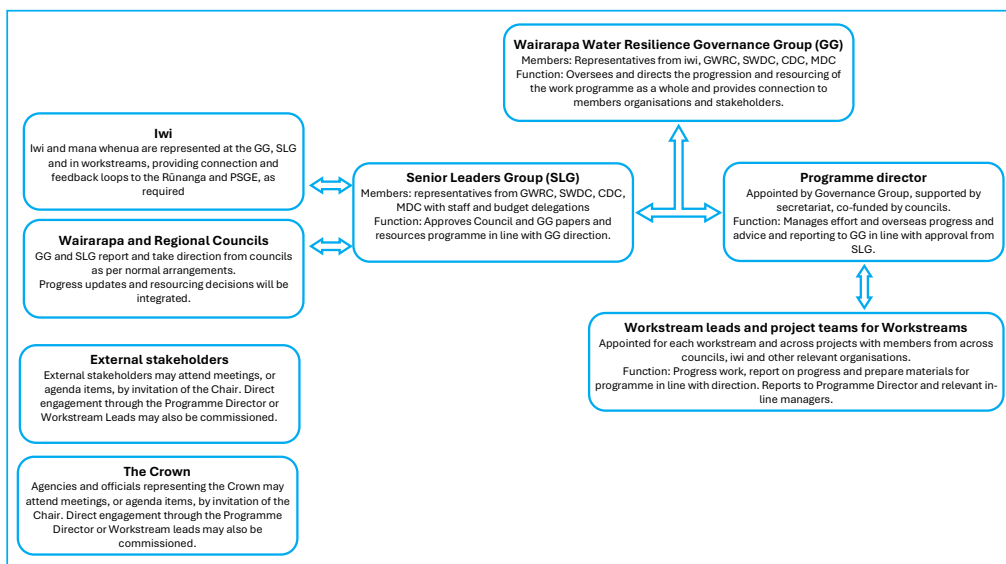 Wairarapa Water Resilience Governance Group (GG)
Members: Representatives from iwi, GWRC, SWDC, CDC, MDC
Function: Oversees and directs the progression and resourcing of
the work programme as a whole and provides connection to
members organisations and stakeholders.
Iwi
Iwi and mana whenua are represented at the GG, SLG
and in workstreams, providing connection and
feedback loops to the Rūnanga and PSGE, as
required
Senior Leaders Group (SLG)
Members: representatives from GWRC, SWDC, CDC,
MDC with staff and budget delegations
Function: Approves Council and GG papers and
resources programme in line with GG direction.
Programme director
Appointed by Governance Group, supported by
secretariat, co-funded by councils.
Function: Manages effort and overseas progress and
advice and reporting to GG in line with approval from
SLG.
Wairarapa and Regional Councils
GG and SLG report and take direction from councils
as per normal arrangements.
Progress updates and resourcing decisions will be
integrated.
Workstream leads and project teams for Workstreams
Appointed for each workstream and across projects with members from across
councils, iwi and other relevant organisations.
Function: Progress work, report on progress and prepare materials for
programme in line with direction. Reports to Programme Director and relevant in-
line managers.
External stakeholders
External stakeholders may attend meetings, or
agenda items, by invitation of the Chair. Direct
engagement through the Programme Director or
Workstream Leads may also be commissioned.
The Crown
Agencies and officials representing the Crown may
attend meetings, or agenda items, by invitation of the
Chair. Direct engagement through the Programme
Director or Workstream leads may also be
commissioned.